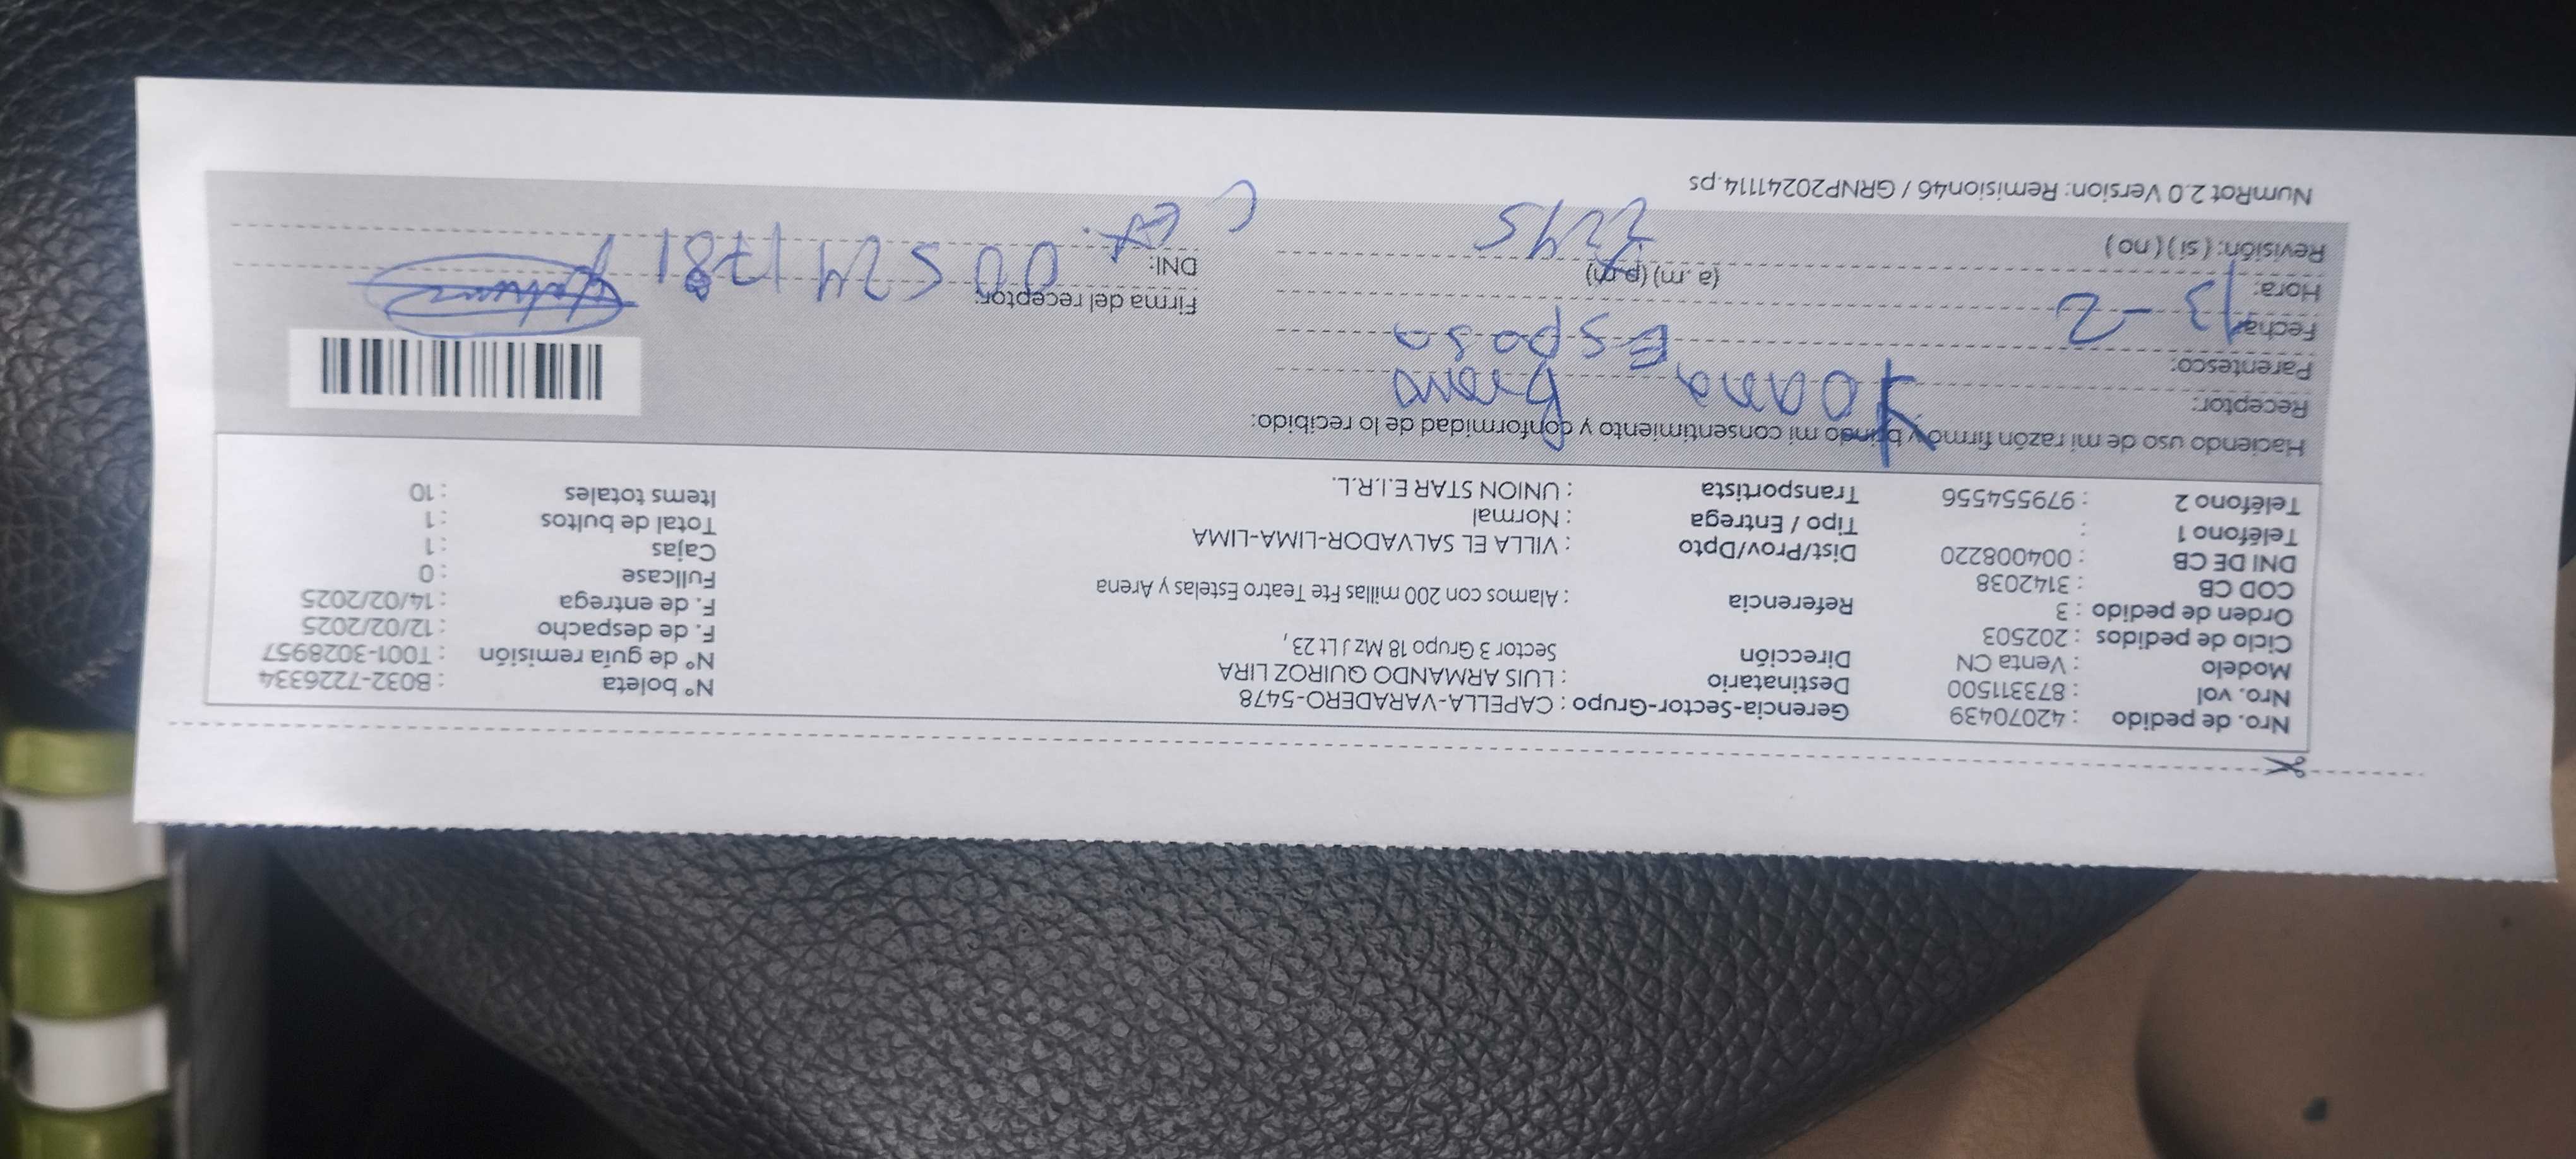 Nro. de pedido : 42070439 Gerencia-Sector-Grupo : CAPELLA-VARADERO-5478 N° boleta : B032-7226334
Nro. vol : 873311500 Destinatario : LUIS ARMANDO QUIROZ LIRA N° de guía remisión : T001-3028957
Modelo : Venta CN Dirección Sector 3 Grupo 18 Mz J Lt 23, F. de despacho : 12/02/2025
Ciclo de pedidos : 202503 F. de entrega : 14/02/2025
Orden de pedido : 3 Referencia : Alamos con 200 millas Fte Teatro Estelas y Arena Fullcase : 0
COD CB : 3142038 Cajas : 1
DNI DE CB : 004008220 Dist/Prov/Dpto : VILLA EL SALVADOR-LIMA-LIMA Total de bultos : 1
Teléfono 1 : Tipo / Entrega : Normal Items totales : 10
Teléfono 2 : 979554556 Transportista : UNION STAR E.I.R.L.
Haciendo uso de mi razón firmo y brindo mi consentimiento y conformidad de lo recibido:
Receptor:
Parentesco: Esposa
Fecha: 13-2
Hora: (a.m) (p.m)
Revisión: (si) (no)
Firma del receptor:
DNI:
NumRot 2.0 Version: Remision46 / GRNP20241114.ps